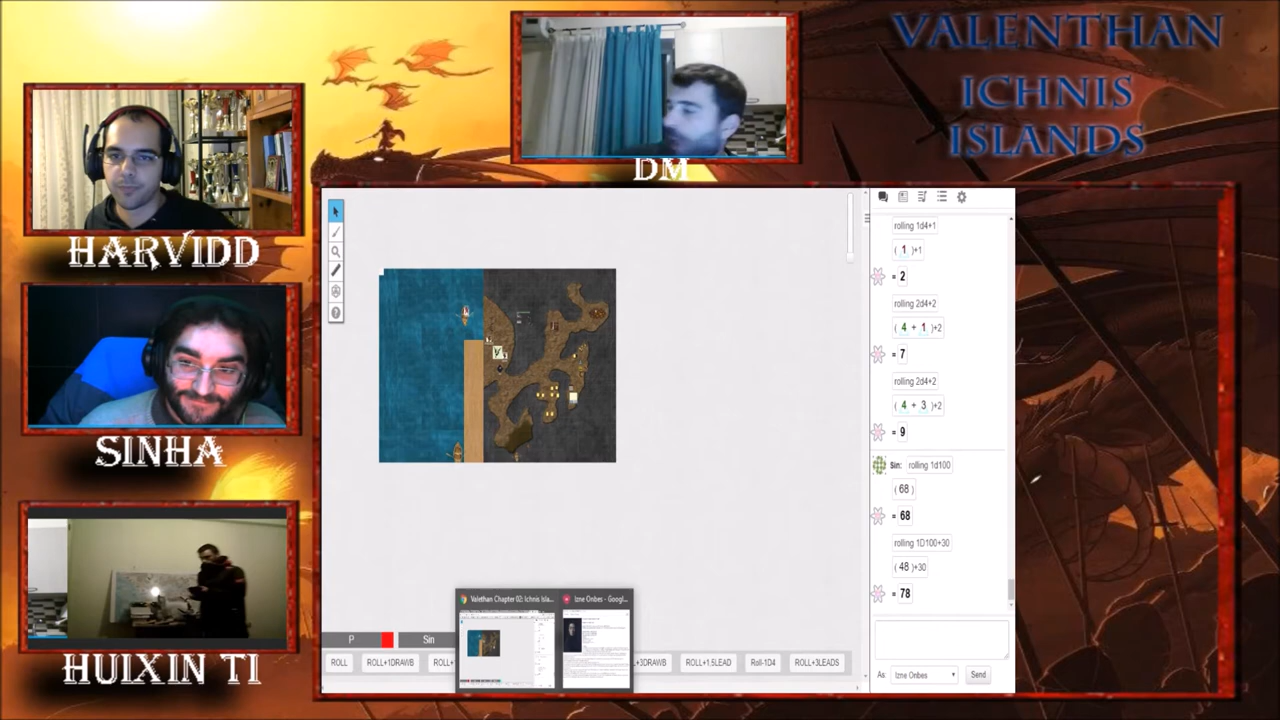 VALENTHAN
ICHNIS
ISLANDS
DM
HARVIDD
SINHA
HUIXIN TI
rolling 1d4+1
( 1 )+1
= 2
rolling 2d4+2
( 4 + 1 )+2
= 7
rolling 2d4+2
( 4 + 3 )+2
= 9
Sin: rolling 1d100
( 68 )
= 68
rolling 1D100+30
( 48 )+30
= 78
Valethan Chapter 02: Ichnis Isla...
Izne Onbes - Googl...
P
Sin
ROLL
ROLL+1DRAWB
ROLL+
+3DRAWB
ROLL+1.5LEAD
Roll-1D4
ROLL+3LEADS
As: Izne Onbes
Send